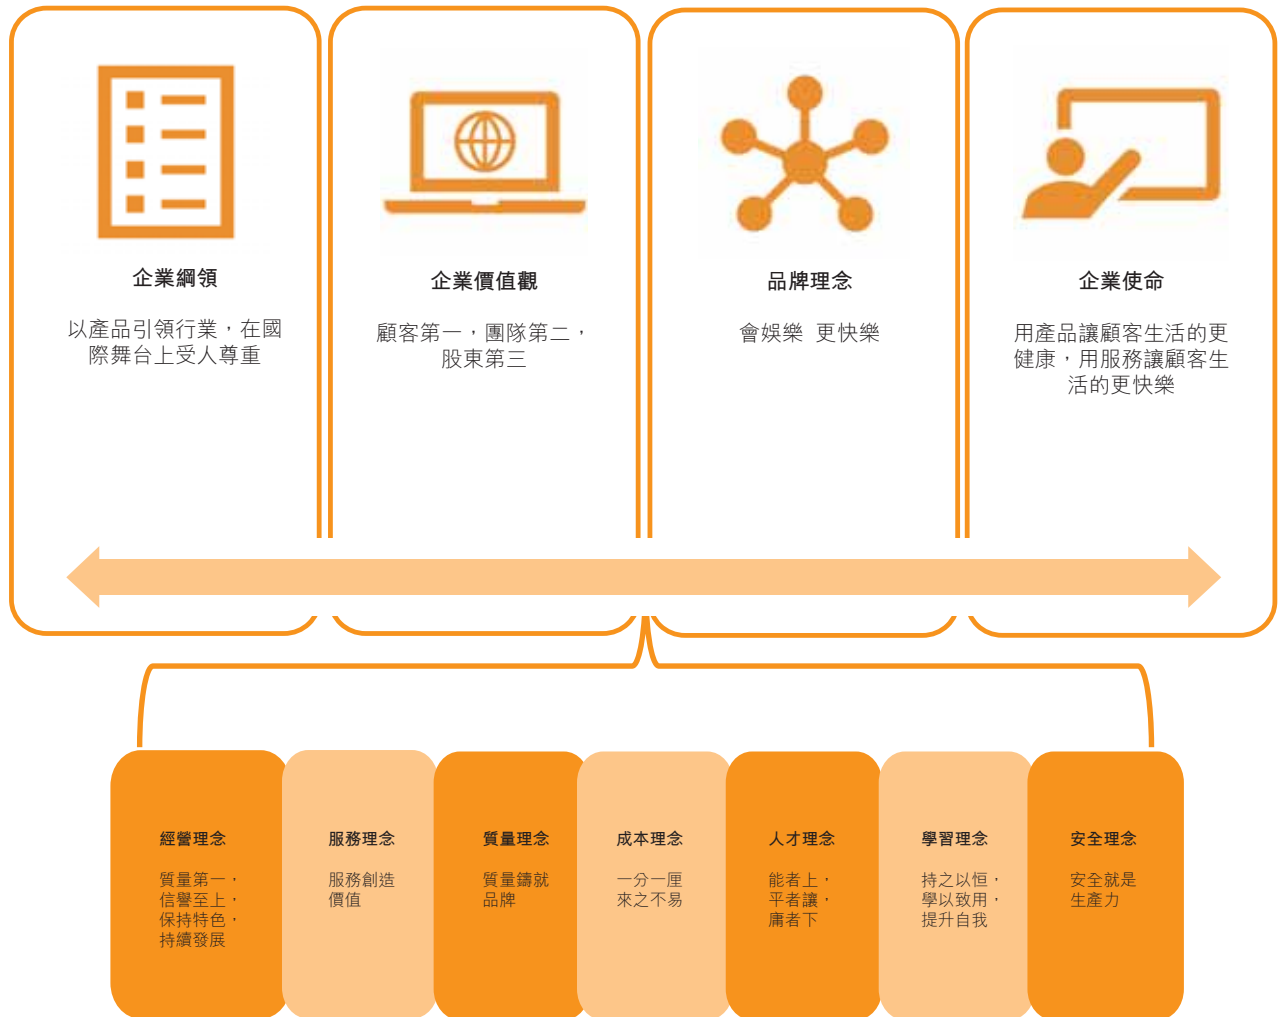 企業綱領
以產品引領行業，在國
際舞台上受人尊重
企業價值觀
顧客第一，團隊第二，
股東第三
品牌理念
會娛樂 更快樂
企業使命
用產品讓顧客生活的更
健康，用服務讓顧客生
活的更快樂
經營理念
質量第一，
信譽至上，
保持特色，
持續發展
服務理念
服務創造
價值
質量理念
質量鑄就
品牌
成本理念
一分一厘
來之不易
人才理念
能者上，
平者讓，
庸者下
學習理念
持之以恒，
學以致用，
提升自我
安全理念
安全就是
生產力